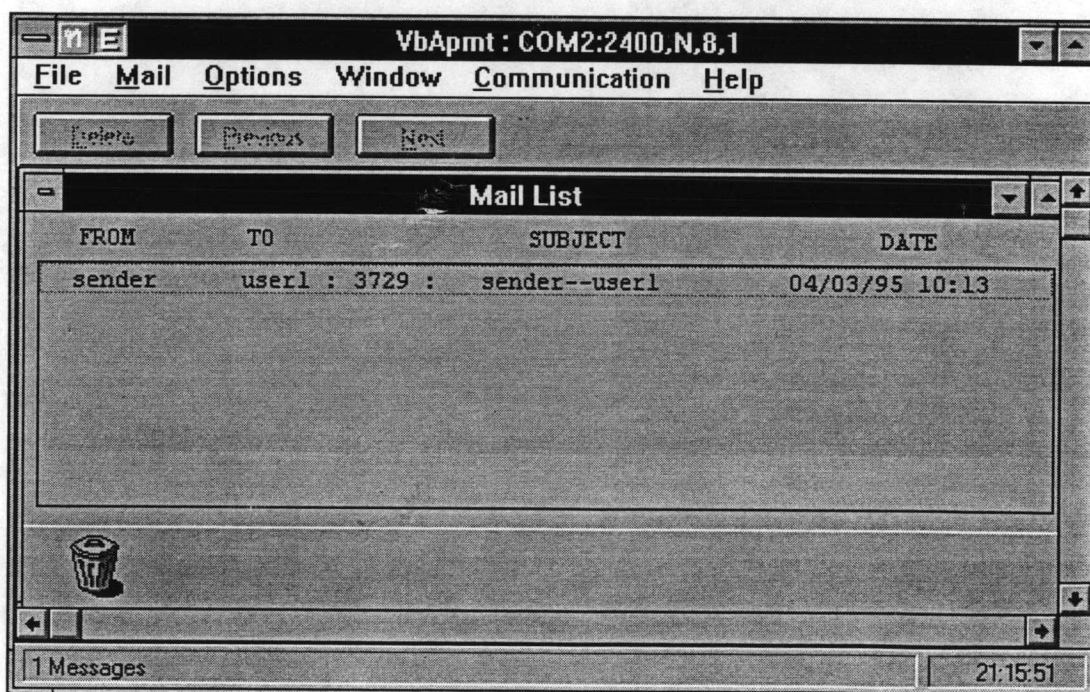 ก E VbApmt : COM2:2400,N,8,1
File Mail Options Window Communication Help
Delete Previous Next
Mail List
FROM TO SUBJECT DATE
sender user1 : 3729 : sender--user1 04/03/95 10:13
1 Messages 21:15:51